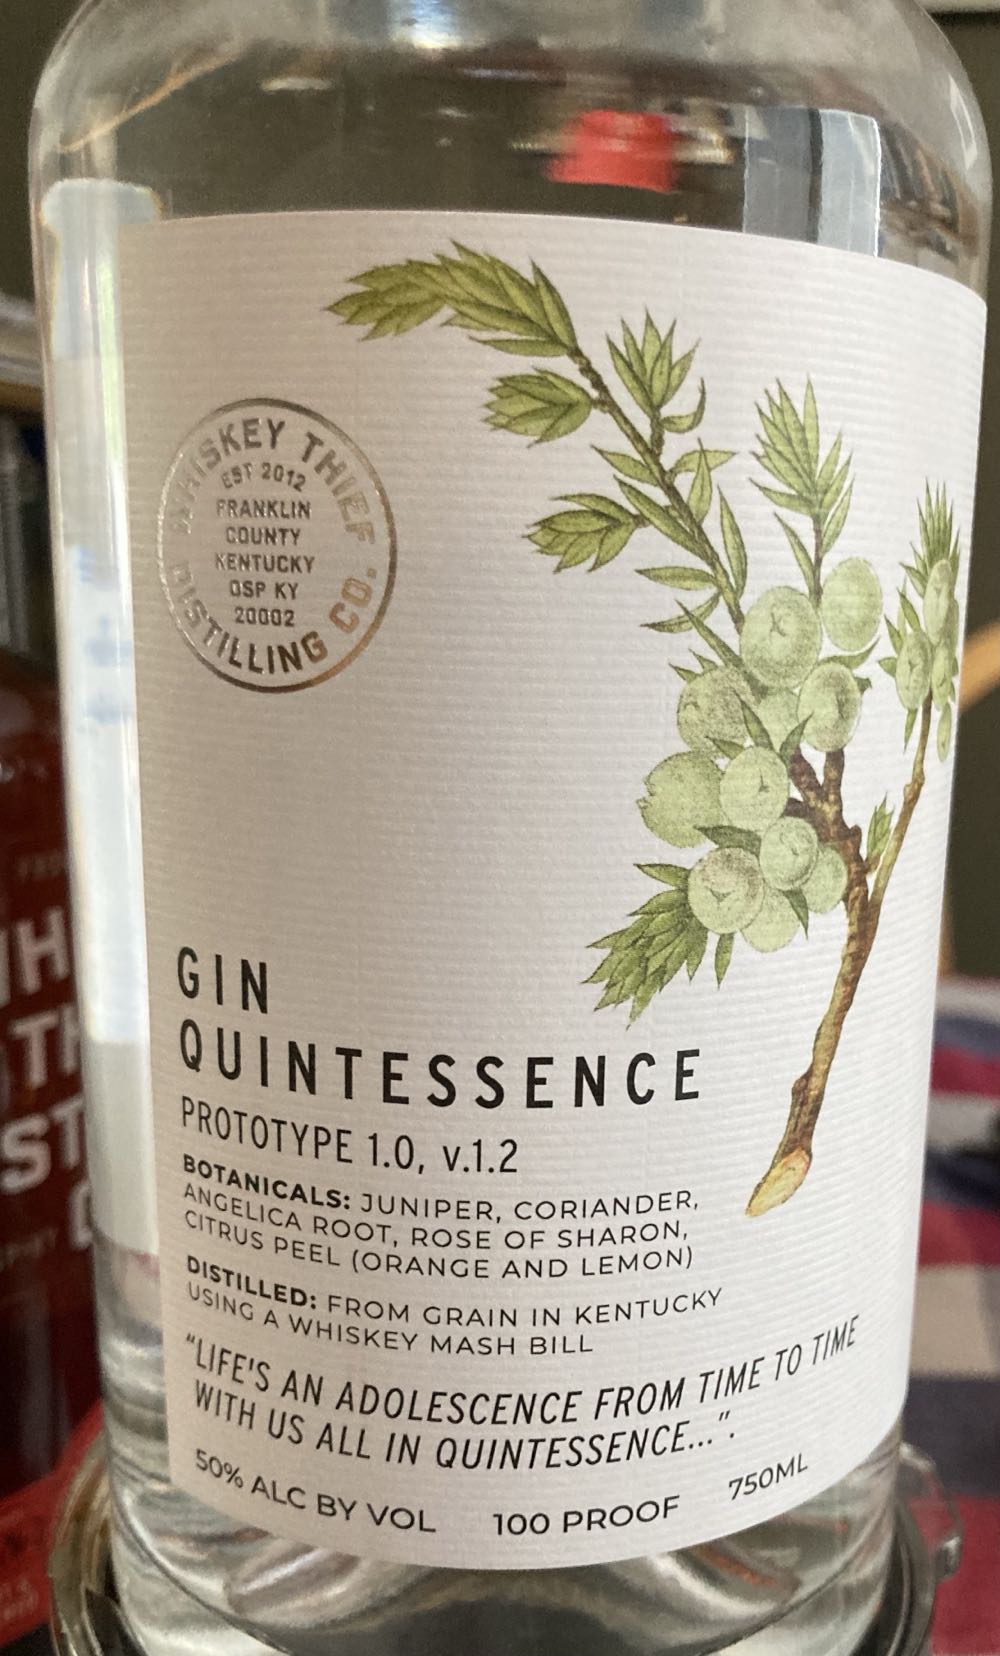 WHISKEY THIEF
EST 2012
FRANKLIN
COUNTY
KENTUCKY
DSP KY
20002
DISTILLING CO.
GIN
QUINTESSENCE
PROTOTYPE 1.0, v.1.2
BOTANICALS: JUNIPER, CORIANDER,
ANGELICA ROOT, ROSE OF SHARON,
CITRUS PEEL (ORANGE AND LEMON)
DISTILLED: FROM GRAIN IN KENTUCKY
USING A WHISKEY MASH BILL
"LIFE'S AN ADOLESCENCE FROM TIME TO TIME
WITH US ALL IN QUINTESSENCE...".
50% ALC BY VOL 100 PROOF 750ML